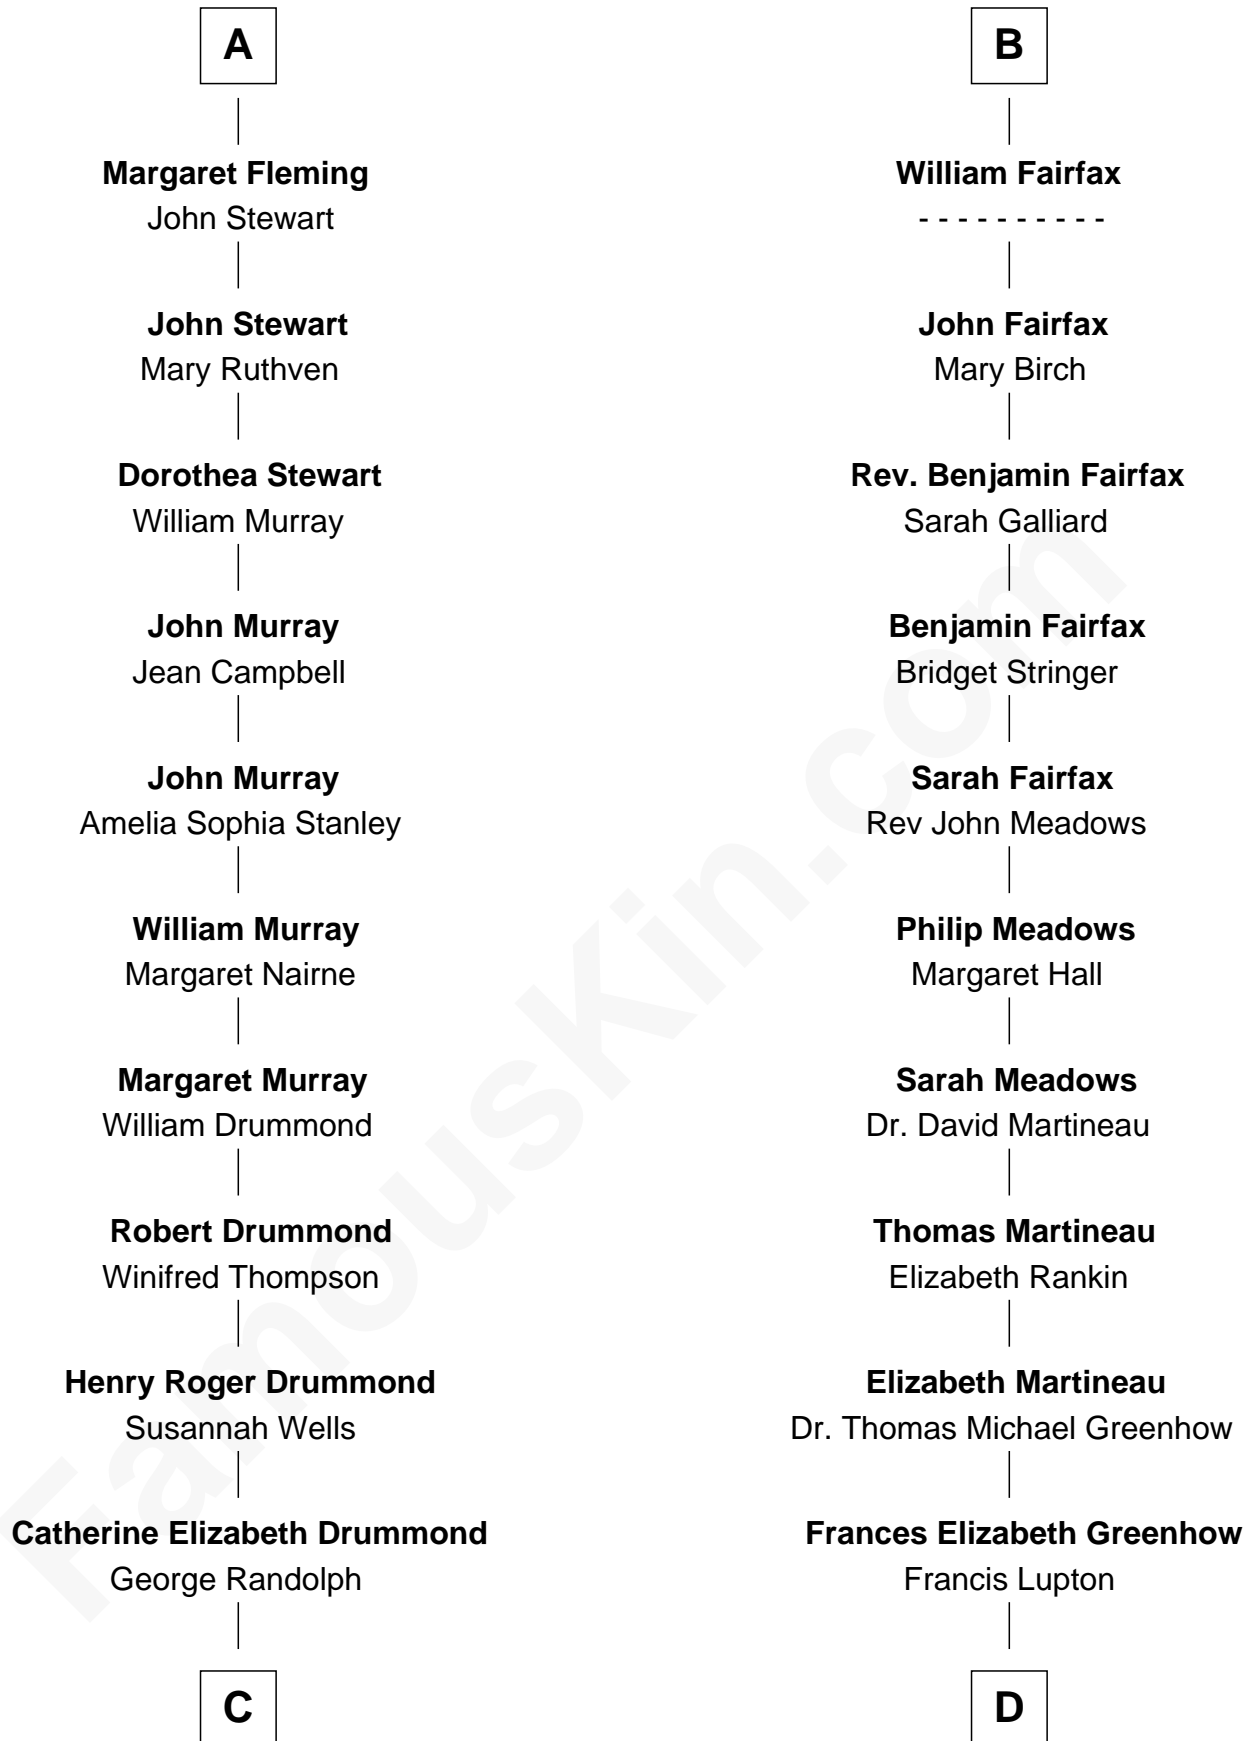 A
Margaret Fleming
John Stewart
John Stewart
Mary Ruthven
Dorothea Stewart
William Murray
John Murray
Jean Campbell
John Murray
Amelia Sophia Stanley
William Murray
Margaret Nairne
Margaret Murray
William Drummond
Robert Drummond
Winifred Thompson
Henry Roger Drummond
Susannah Wells
Catherine Elizabeth Drummond
George Randolph
C
B
William Fairfax
- - - - - - - - - -
John Fairfax
Mary Birch
Rev. Benjamin Fairfax
Sarah Galliard
Benjamin Fairfax
Bridget Stringer
Sarah Fairfax
Rev John Meadows
Philip Meadows
Margaret Hall
Sarah Meadows
Dr. David Martineau
Thomas Martineau
Elizabeth Rankin
Elizabeth Martineau
Dr. Thomas Michael Greenhow
Frances Elizabeth Greenhow
Francis Lupton
D
FamousKin.com